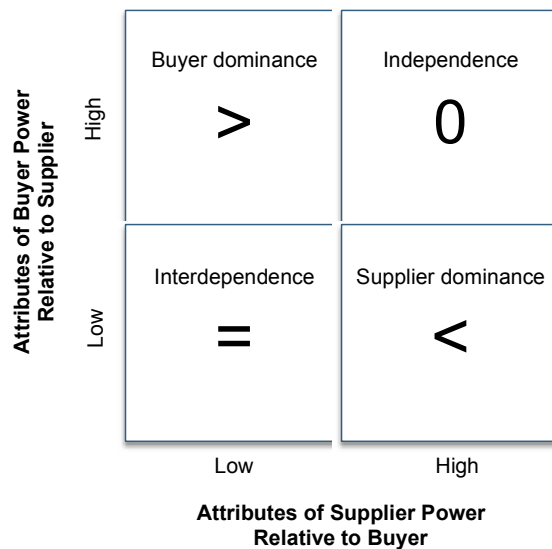 Attributes of Buyer Power
Relative to Supplier
High
Low
Buyer dominance
>
Independence
0
Interdependence
=
Supplier dominance
<
Low
High
Attributes of Supplier Power
Relative to Buyer